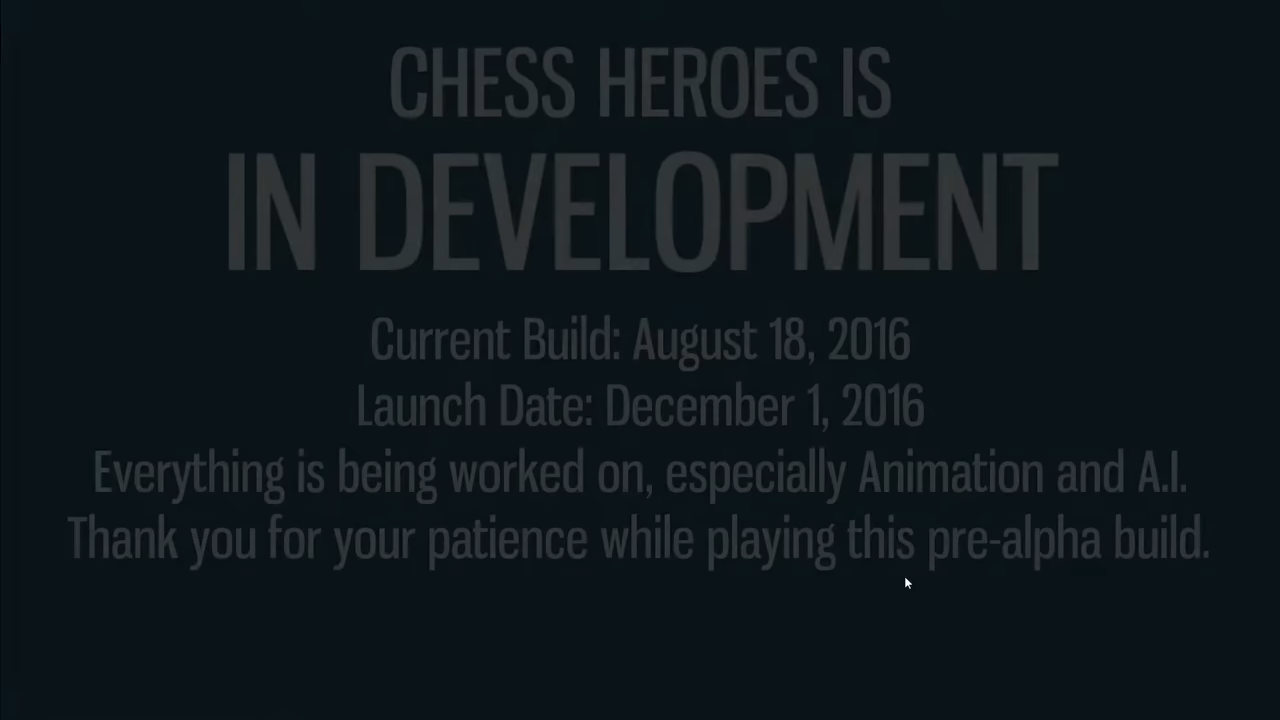 CHESS HEROES IS
IN DEVELOPMENT
Current Build: August 18, 2016
Launch Date: December 1, 2016
Everything is being worked on, especially Animation and A.I.
Thank you for your patience while playing this pre-alpha build.